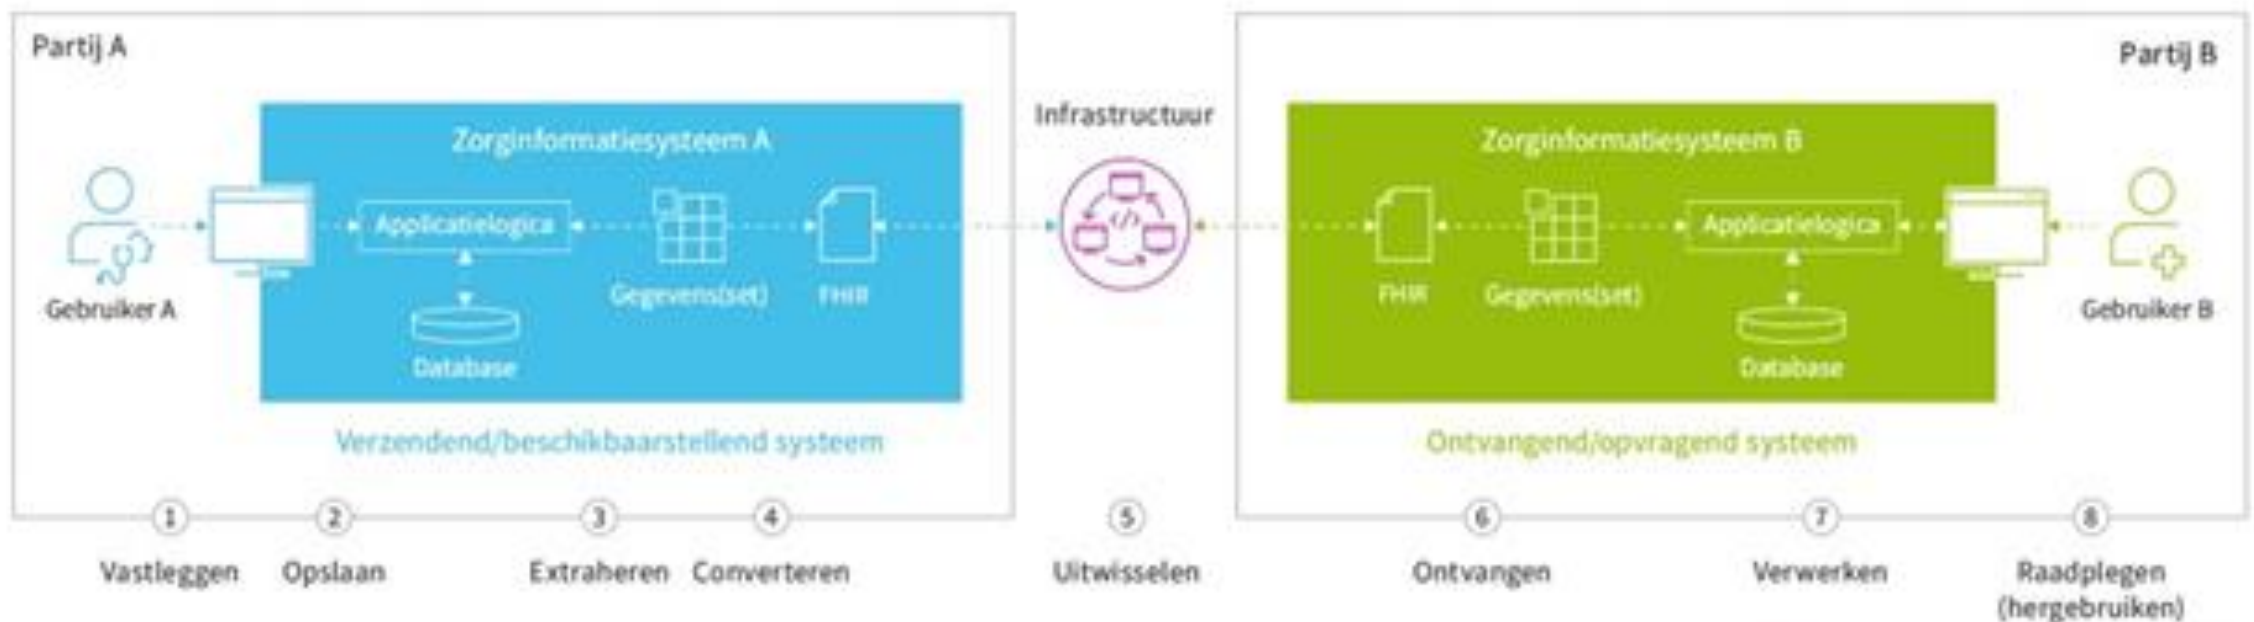 Partij A
Partij B
Infrastructuur
Zorginformatiesysteem A
Zorginformatiesysteem B
Applicatielogica
Applicatielogica
</>
Gegevens(set)
FHIR
FHIR
Gegevens(set)
Gebruiker A
Gebruiker B
Database
Database
Verzendend/beschikbaarstellend systeem
Ontvangend/opvragend systeem
1
2
3
4
5
6
7
8
Vastleggen
Opslaan
Extraheren
Converteren
Uitwisselen
Ontvangen
Verwerken
Raadplegen
(hergebruiken)